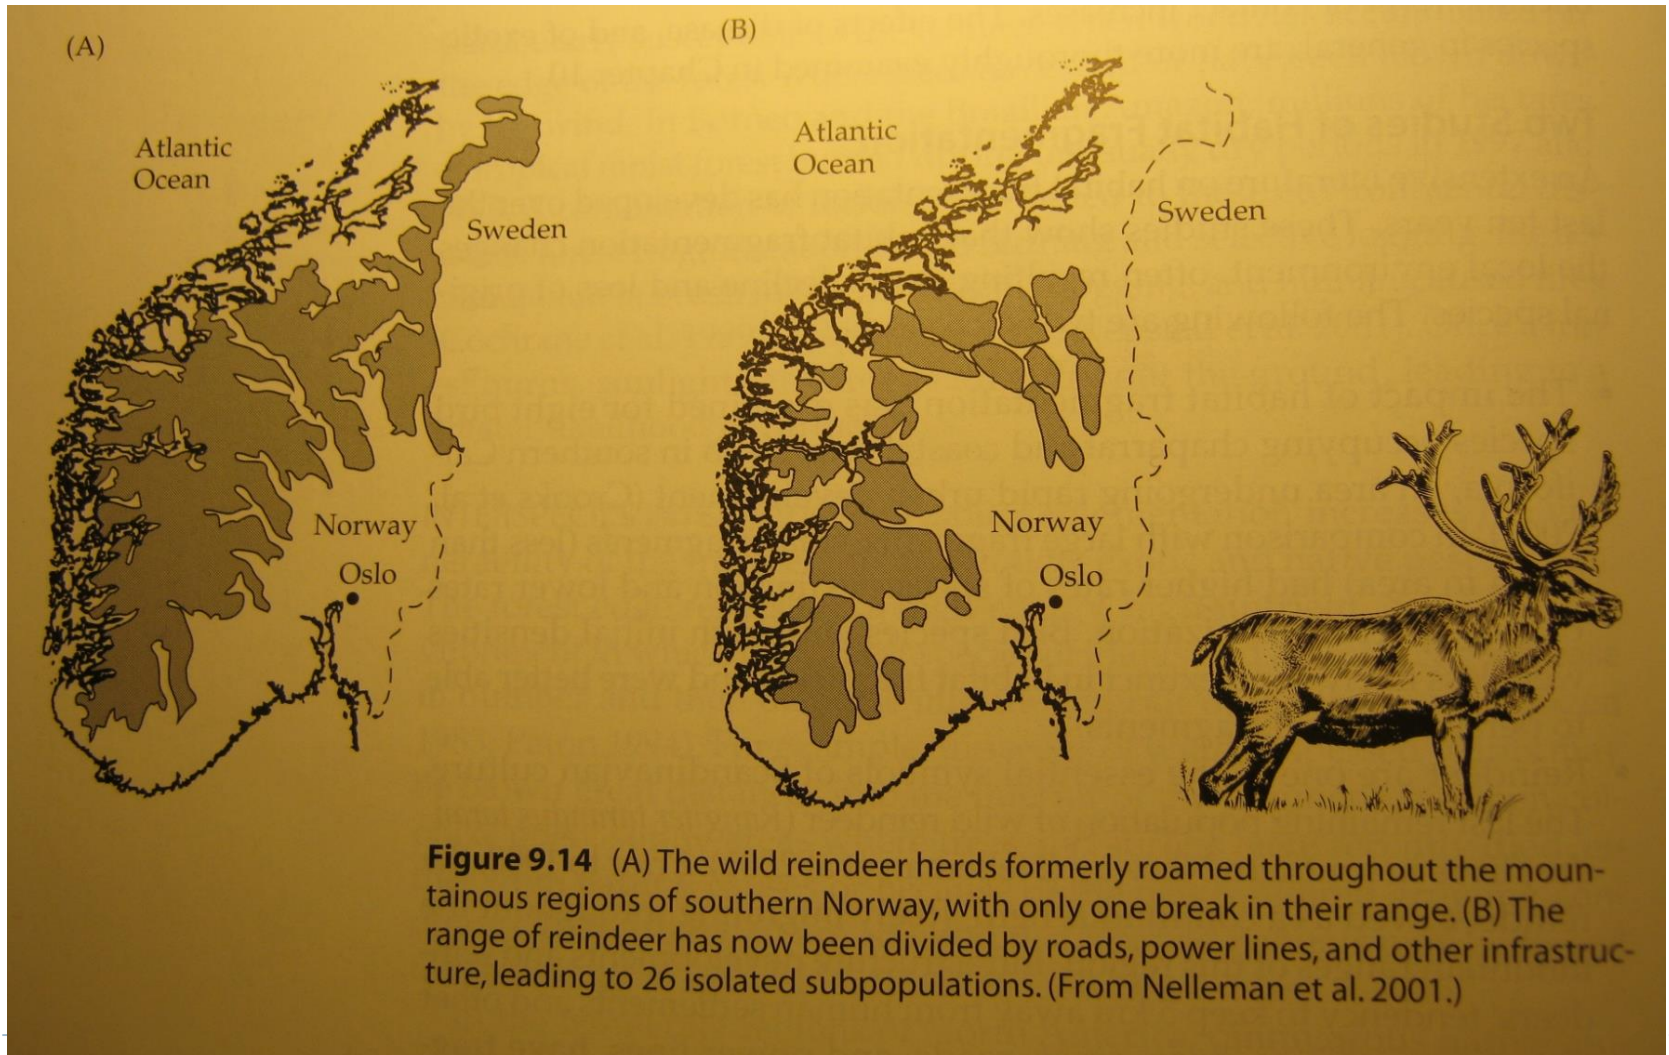 (A)
Atlantic
Ocean
Sweden
Norway
Oslo
(B)
Atlantic
Ocean
Sweden
Norway
Oslo
Figure 9.14 (A) The wild reindeer herds formerly roamed throughout the moun-
tainous regions of southern Norway, with only one break in their range. (B) The
range of reindeer has now been divided by roads, power lines, and other infrastruc-
ture, leading to 26 isolated subpopulations. (From Nelleman et al. 2001.)